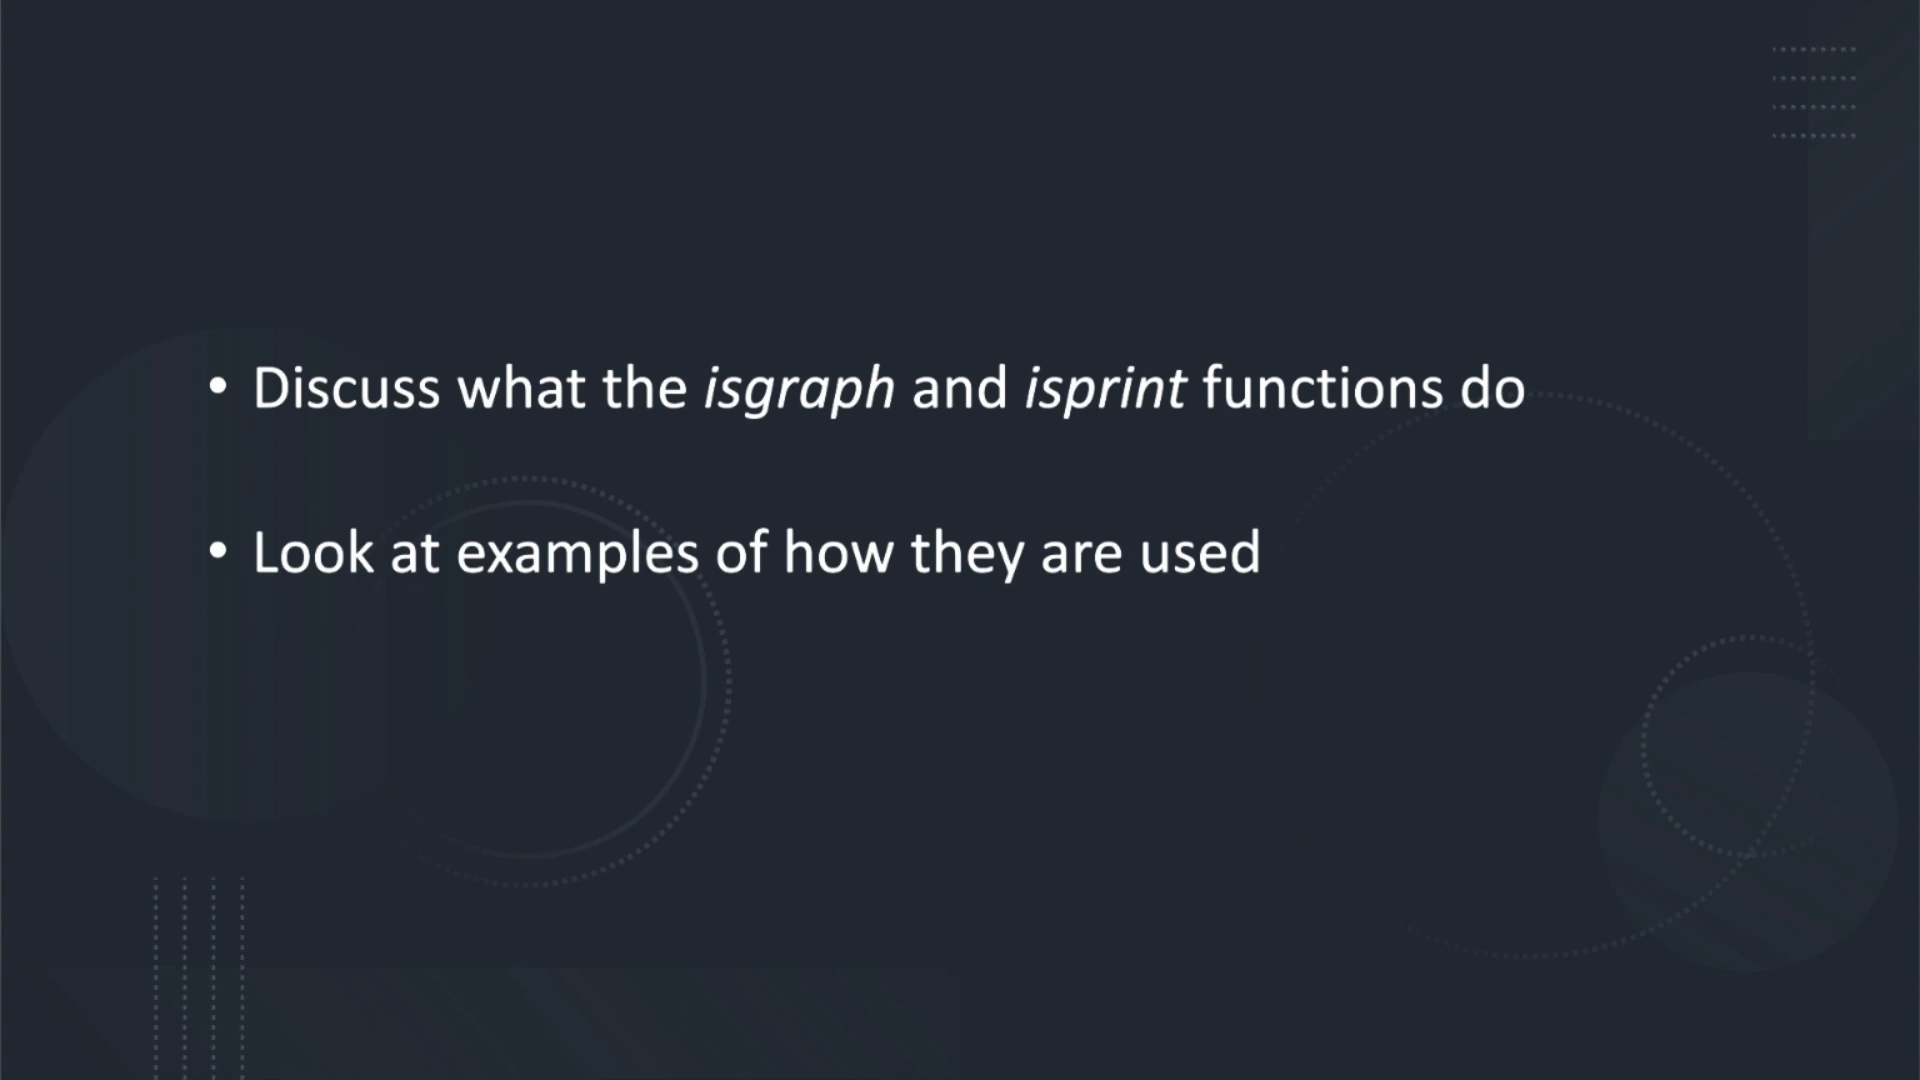 • Discuss what the isgraph and isprint functions do
• Look at examples of how they are used